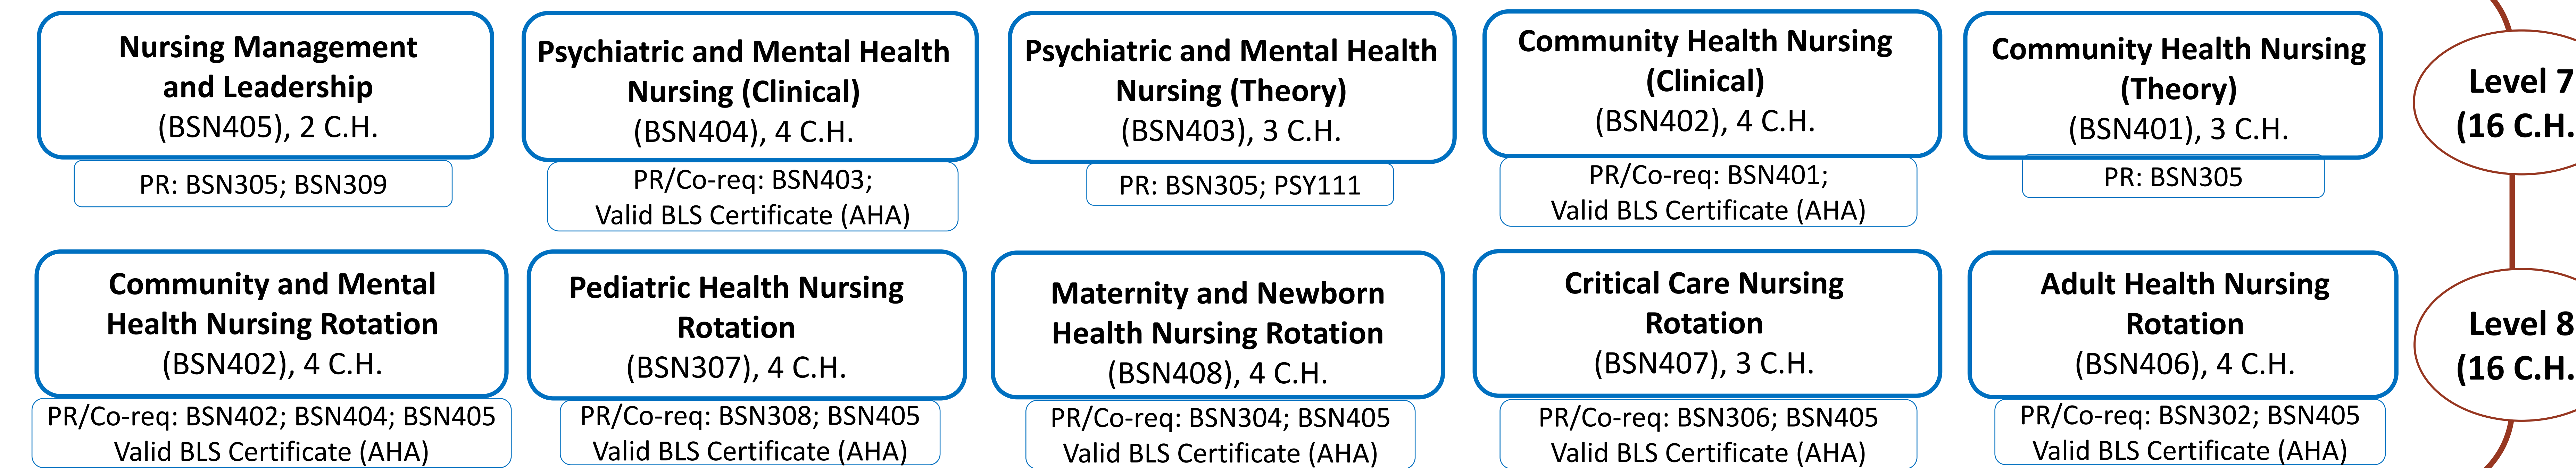 Nursing Management
and Leadership
(BSN405), 2 C.H.
PR: BSN305; BSN309
Psychiatric and Mental Health
Nursing (Clinical)
(BSN404), 4 C.H.
PR/Co-req: BSN403;
Valid BLS Certificate (AHA)
Psychiatric and Mental Health
Nursing (Theory)
(BSN403), 3 C.H.
PR: BSN305; PSY111
Community Health Nursing
(Clinical)
(BSN402), 4 C.H.
PR/Co-req: BSN401;
Valid BLS Certificate (AHA)
Community Health Nursing
(Theory)
(BSN401), 3 C.H.
PR: BSN305
Level 7
(16 C.H.
Community and Mental
Health Nursing Rotation
(BSN402), 4 C.H.
PR/Co-req: BSN402; BSN404; BSN405
Valid BLS Certificate (AHA)
Pediatric Health Nursing
Rotation
(BSN307), 4 C.H.
PR/Co-req: BSN308; BSN405
Valid BLS Certificate (AHA)
Maternity and Newborn
Health Nursing Rotation
(BSN408), 4 C.H.
PR/Co-req: BSN304; BSN405
Valid BLS Certificate (AHA)
Critical Care Nursing
Rotation
(BSN407), 3 C.H.
PR/Co-req: BSN306; BSN405
Valid BLS Certificate (AHA)
Adult Health Nursing
Rotation
(BSN406), 4 C.H.
PR/Co-req: BSN302; BSN405
Valid BLS Certificate (AHA)
Level 8
(16 C.H.